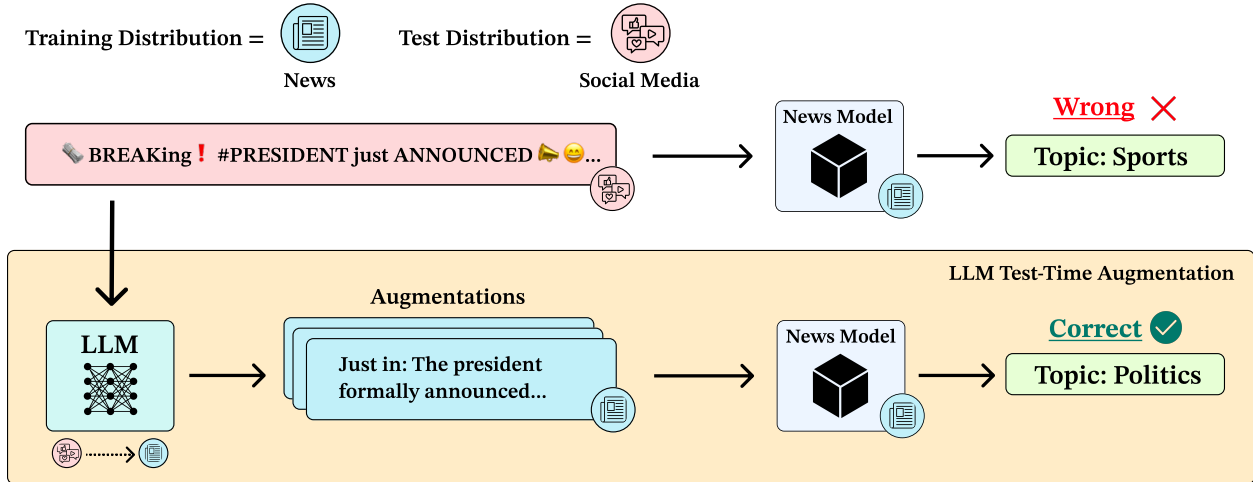 Training Distribution =
Test Distribution =
News
Social Media
🗞️ BREAKing❗ #PRESIDENT just ANNOUNCED 📣😄...
News Model
Wrong
Topic: Sports
LLM Test-Time Augmentation
LLM
Augmentations
Just in: The president
formally announced...
News Model
Correct
Topic: Politics